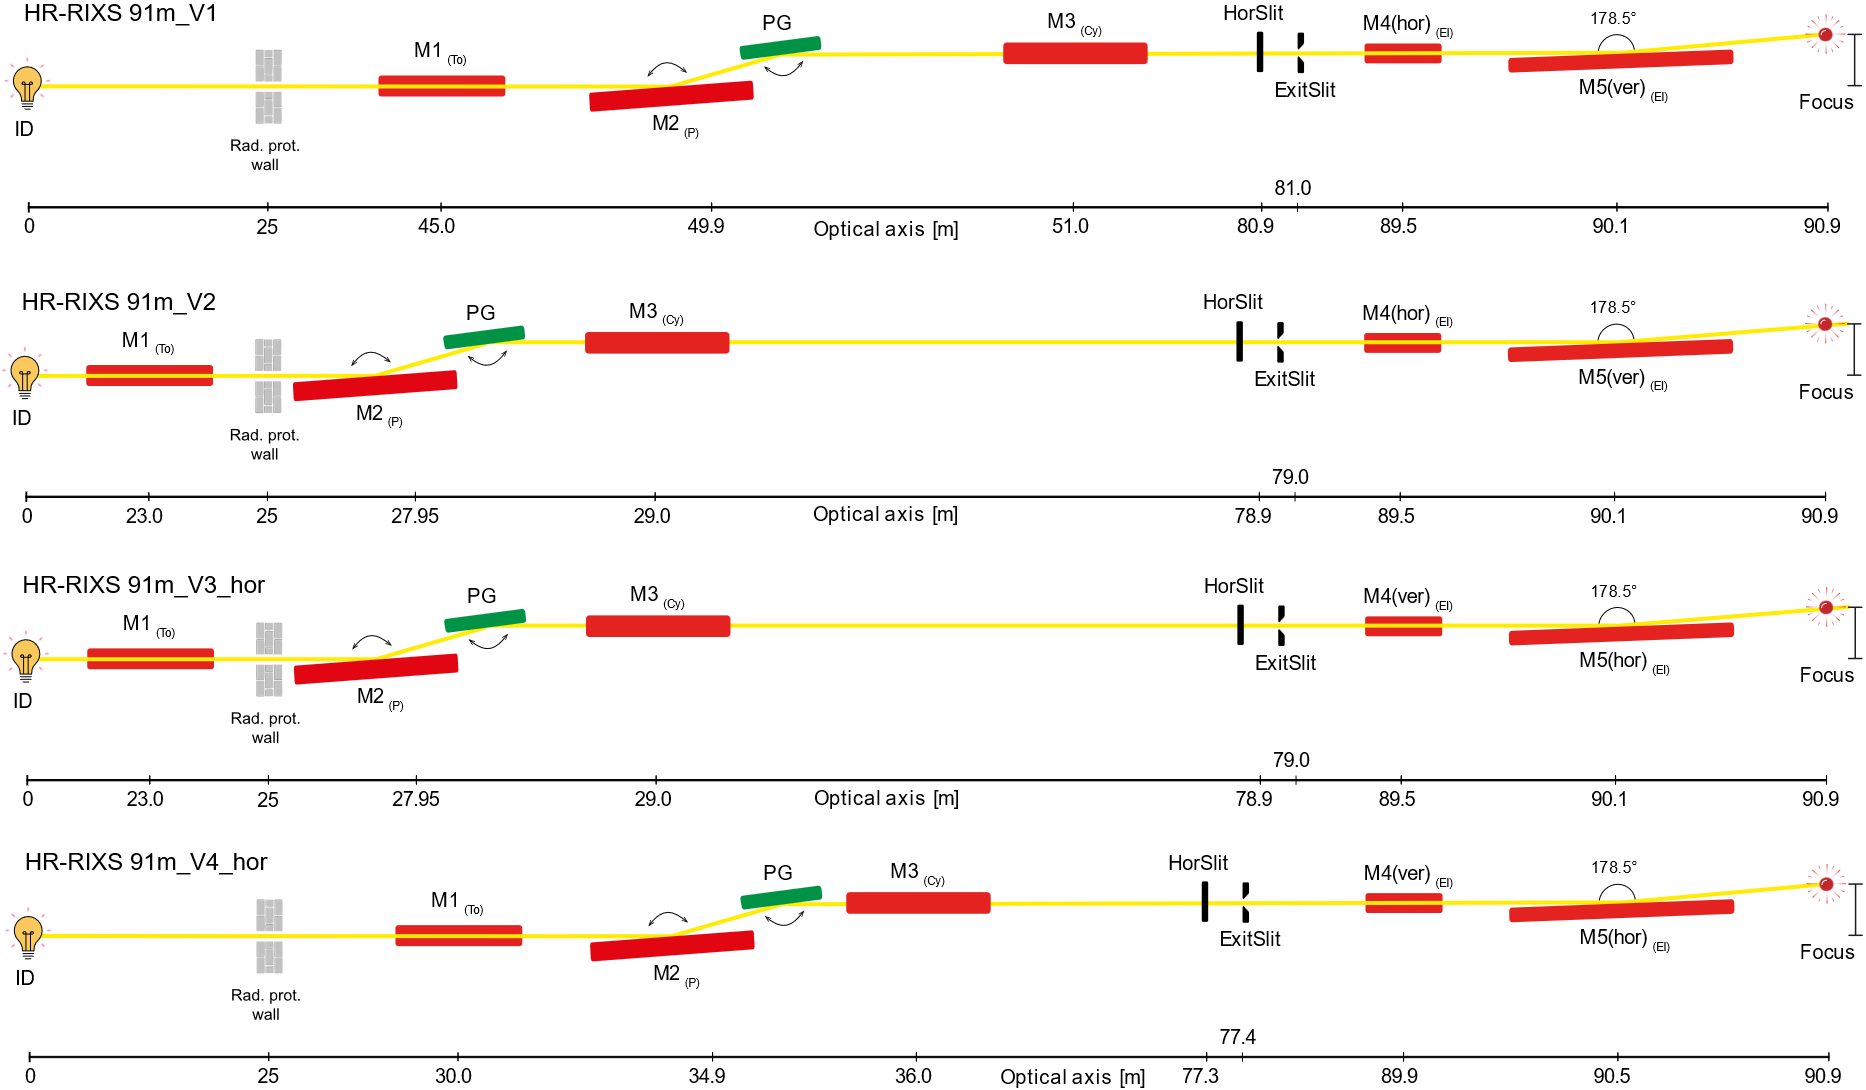 HR-RIXS 91m_V1
PG
M3 (Cy)
HorSlit
M4(hor) (El)
178.5°
M1 (To)
ExitSlit
M5(ver) (El)
Focus
ID
M2 (P)
Rad. prot.
wall
81.0
0 25 45.0 49.9 Optical axis [m] 51.0 80.9 89.5 90.1 90.9
HR-RIXS 91m_V2
PG
M3 (Cy)
HorSlit
M4(hor) (El)
178.5°
M1 (To)
ExitSlit
M5(ver) (El)
Focus
ID
M2 (P)
Rad. prot.
wall
79.0
0 23.0 25 27.95 29.0 Optical axis [m] 78.9 89.5 90.1 90.9
HR-RIXS 91m_V3_hor
PG
M3 (Cy)
HorSlit
M4(ver) (El)
178.5°
M1 (To)
ExitSlit
M5(hor) (El)
Focus
ID
M2 (P)
Rad. prot.
wall
79.0
0 23.0 25 27.95 29.0 Optical axis [m] 78.9 89.5 90.1 90.9
HR-RIXS 91m_V4_hor
PG
M3 (Cy)
HorSlit
M4(ver) (El)
178.5°
M1 (To)
ExitSlit
M5(hor) (El)
Focus
ID
M2 (P)
Rad. prot.
wall
77.4
0 25 30.0 34.9 36.0 Optical axis [m] 77.3 89.9 90.5 90.9